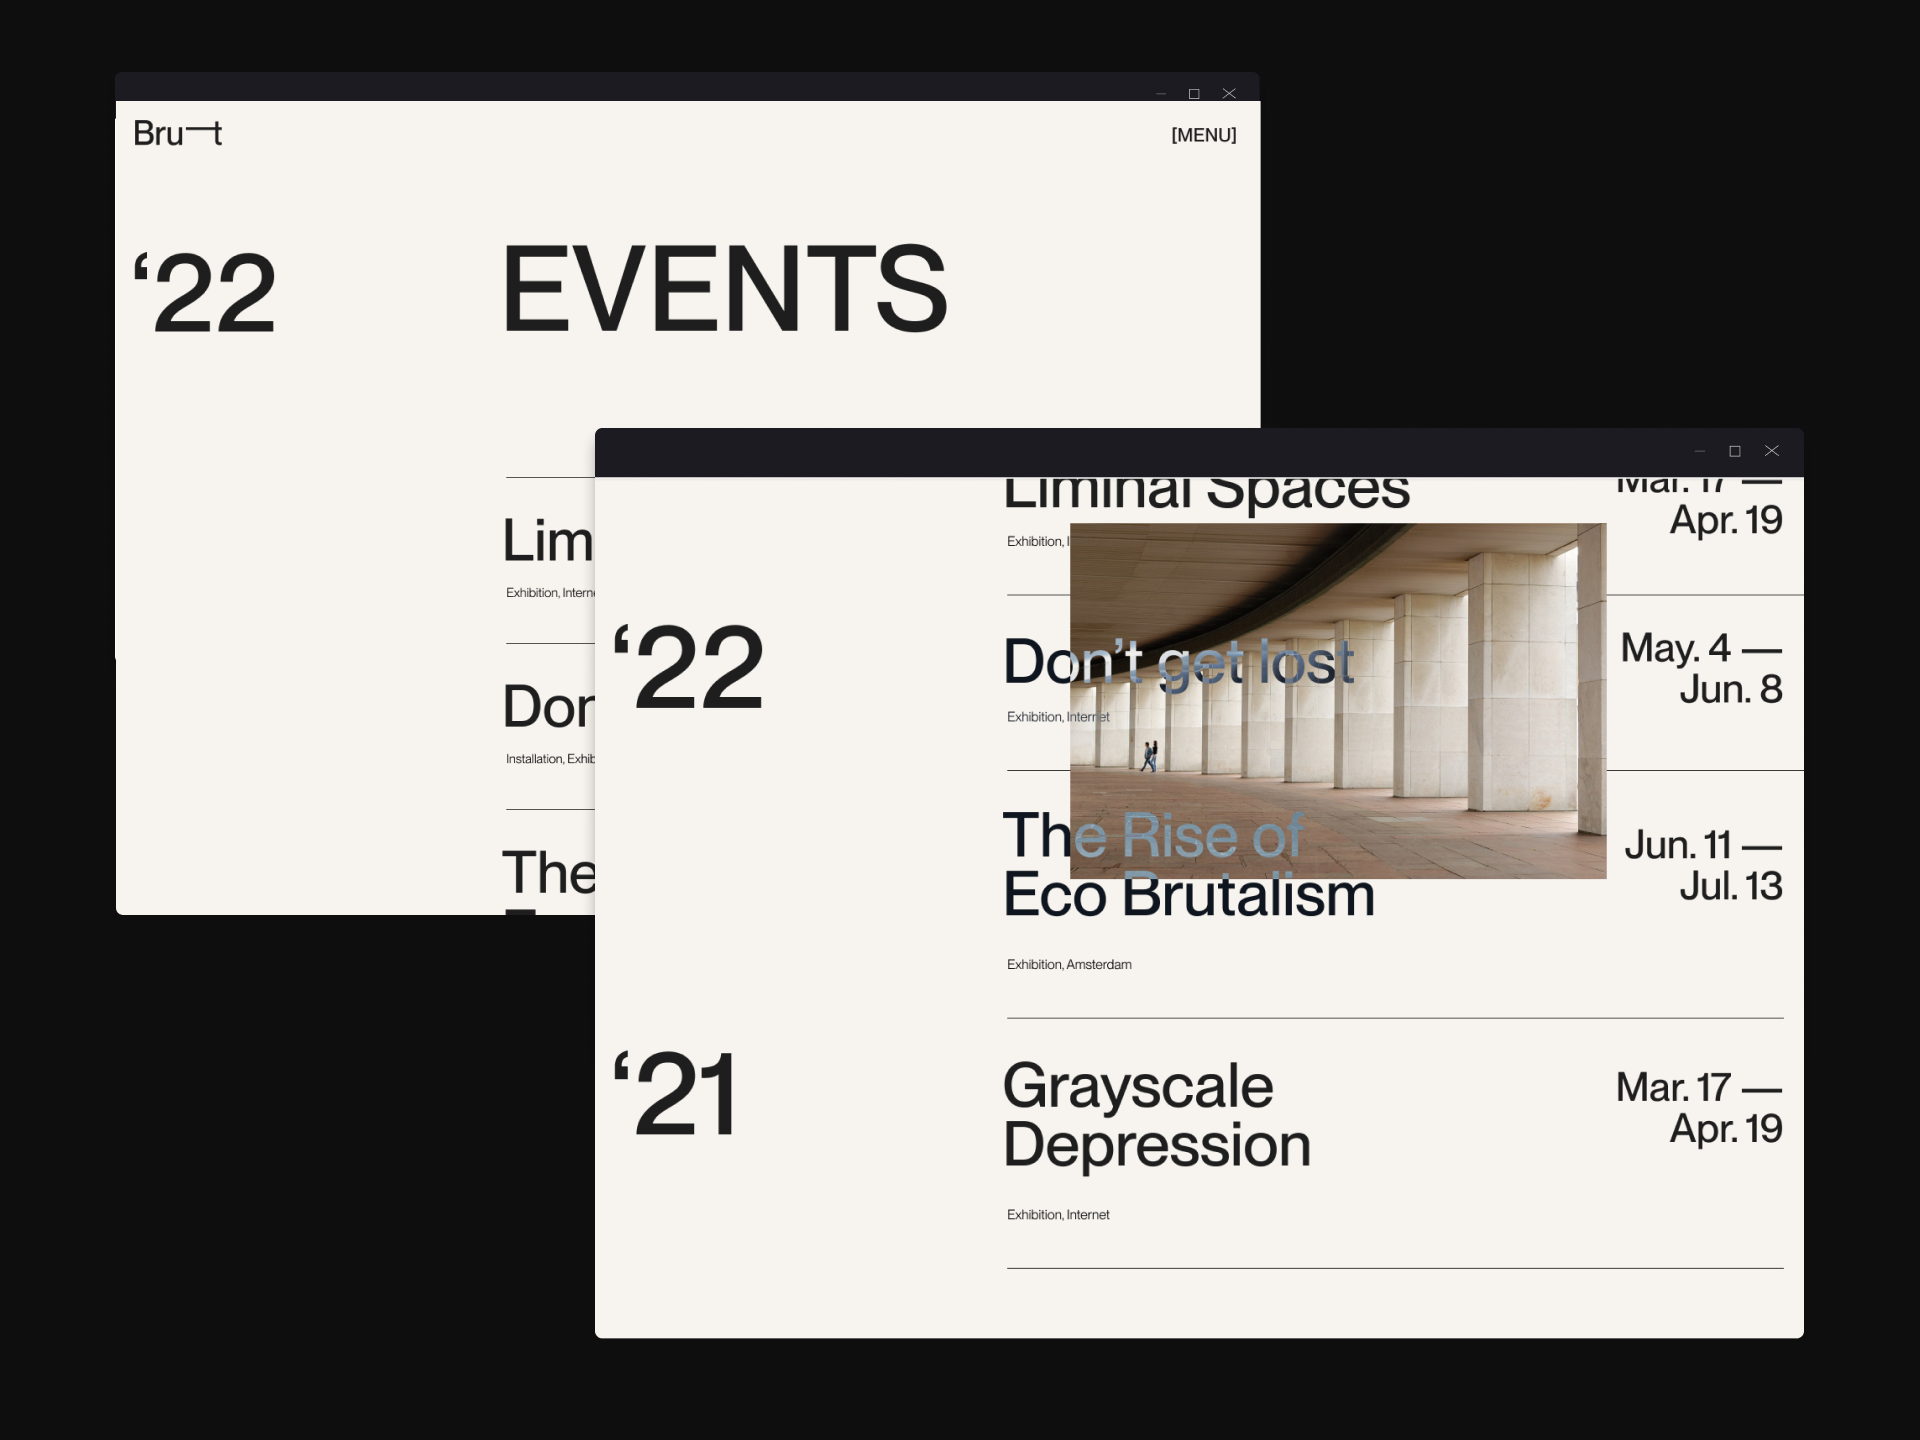 Bru—t
[MENU]
‘22
EVENTS
Lim
Exhibition, Interne
Don
Installation, Exhib
The
Liminal Spaces
Mar. 17 —
Apr. 19
Exhibition, I
‘22
Don’t get lost
May. 4 —
Jun. 8
Exhibition, Internet
The Rise of
Eco Brutalism
Jun. 11 —
Jul. 13
Exhibition, Amsterdam
‘21
Grayscale
Depression
Mar. 17 —
Apr. 19
Exhibition, Internet